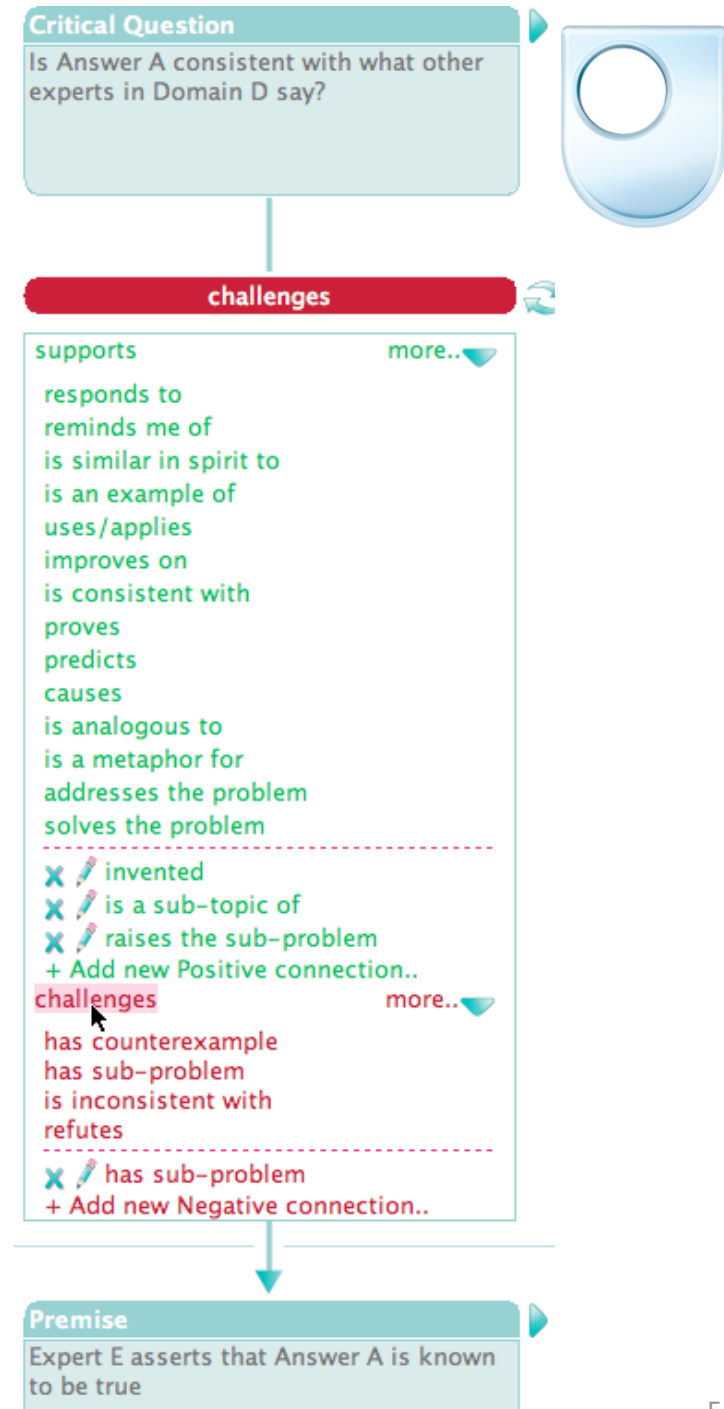 Critical Question
Is Answer A consistent with what other
experts in Domain D say?
challenges
supports more..
responds to
reminds me of
is similar in spirit to
is an example of
uses/applies
improves on
is consistent with
proves
predicts
causes
is analogous to
is a metaphor for
addresses the problem
solves the problem
invented
is a sub-topic of
raises the sub-problem
+ Add new Positive connection..
challenges more..
has counterexample
has sub-problem
is inconsistent with
refutes
has sub-problem
+ Add new Negative connection..
Premise
Expert E asserts that Answer A is known
to be true